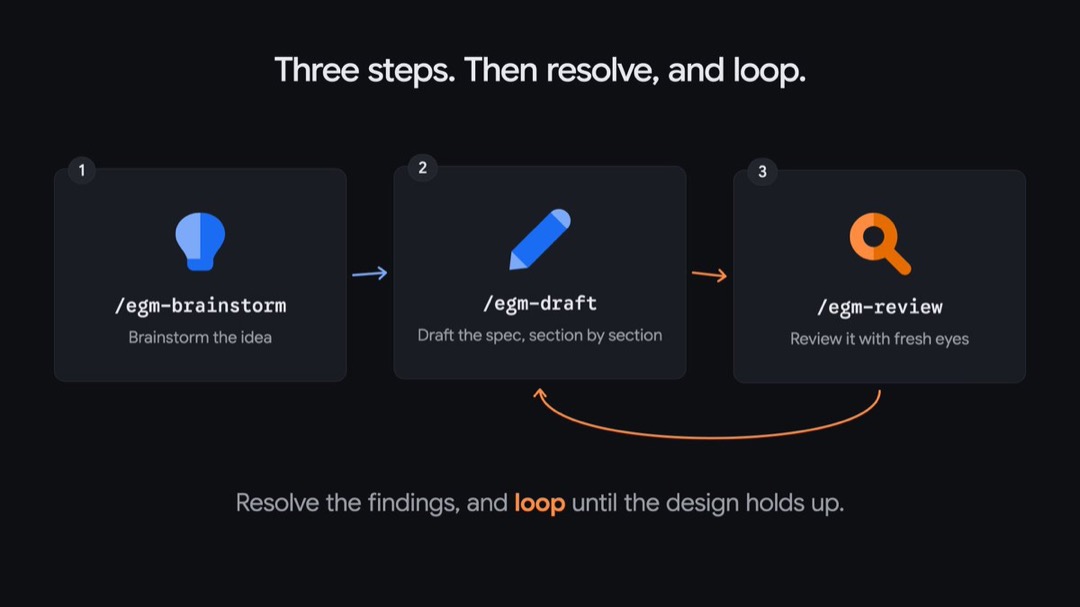 Three steps. Then resolve, and loop.
1
/egm-brainstorm
Brainstorm the idea
2
/egm-draft
Draft the spec, section by section
3
/egm-review
Review it with fresh eyes
Resolve the findings, and loop until the design holds up.